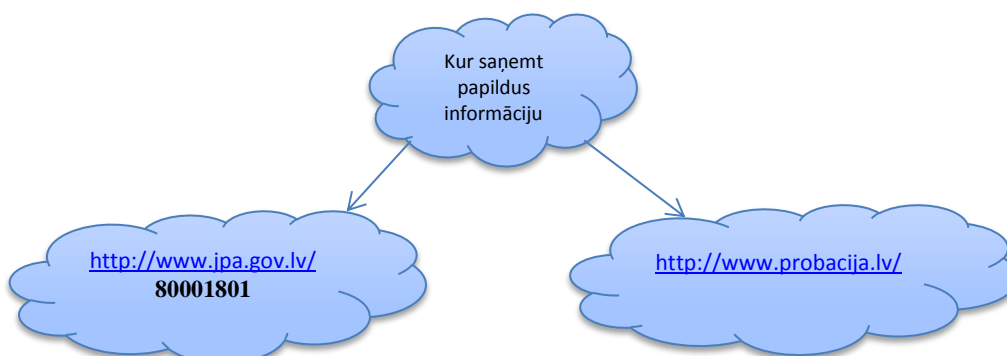 Kur saņemt
papildus
informāciju
http://www.jpa.gov.lv/
80001801
http://www.probacija.lv/